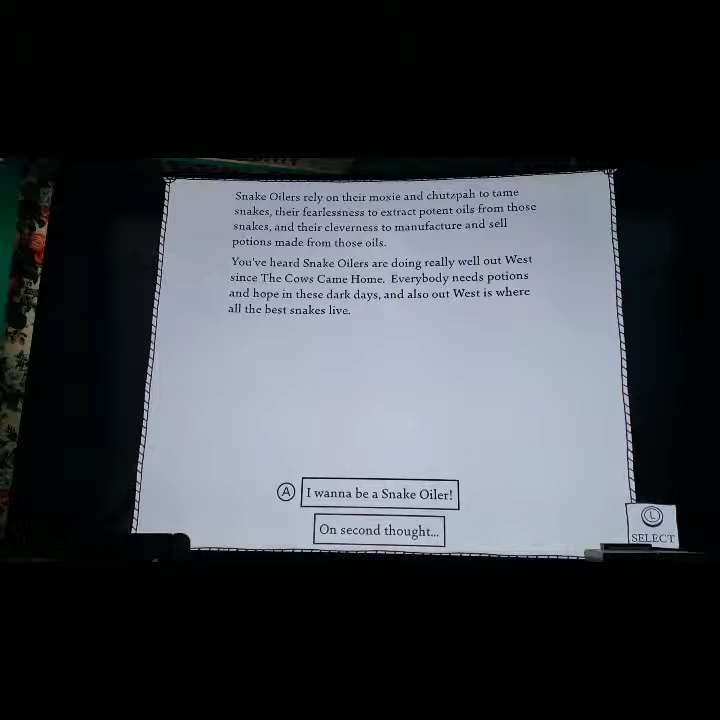 Snake Oilers rely on their moxie and chutzpah to tame
snakes, their fearlessness to extract potent oils from those
snakes, and their cleverness to manufacture and sell
potions made from those oils.
You've heard Snake Oilers are doing really well out West
since The Cows Came Home. Everybody needs potions
and hope in these dark days, and also out West is where
all the best snakes live.
A I wanna be a Snake Oiler!
On second thought...
L
SELECT